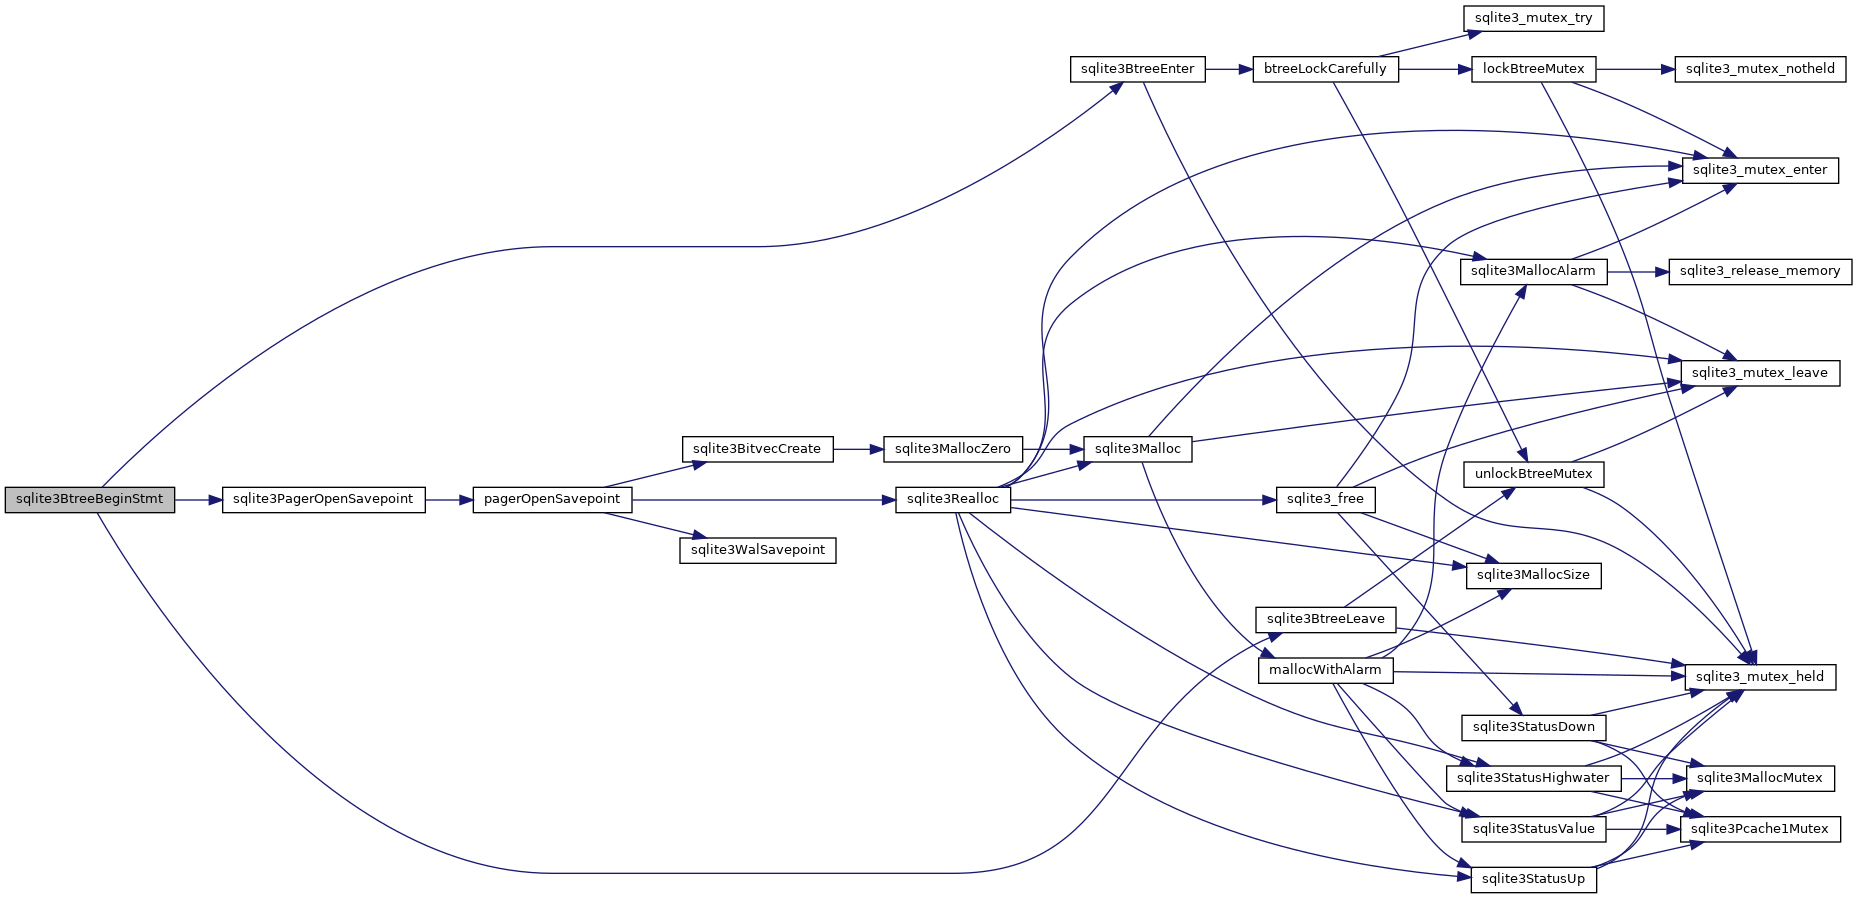 sqlite3_mutex_try
sqlite3BtreeEnter
btreeLockCarefully
lockBtreeMutex
sqlite3_mutex_notheld
sqlite3_mutex_enter
sqlite3MallocAlarm
sqlite3_release_memory
sqlite3_mutex_leave
sqlite3BitvecCreate
sqlite3MallocZero
sqlite3Malloc
unlockBtreeMutex
sqlite3BtreeBeginStmt
sqlite3PagerOpenSavepoint
pagerOpenSavepoint
sqlite3Realloc
sqlite3_free
sqlite3WalSavepoint
sqlite3MallocSize
sqlite3BtreeLeave
mallocWithAlarm
sqlite3_mutex_held
sqlite3StatusDown
sqlite3StatusHighwater
sqlite3MallocMutex
sqlite3StatusValue
sqlite3Pcache1Mutex
sqlite3StatusUp